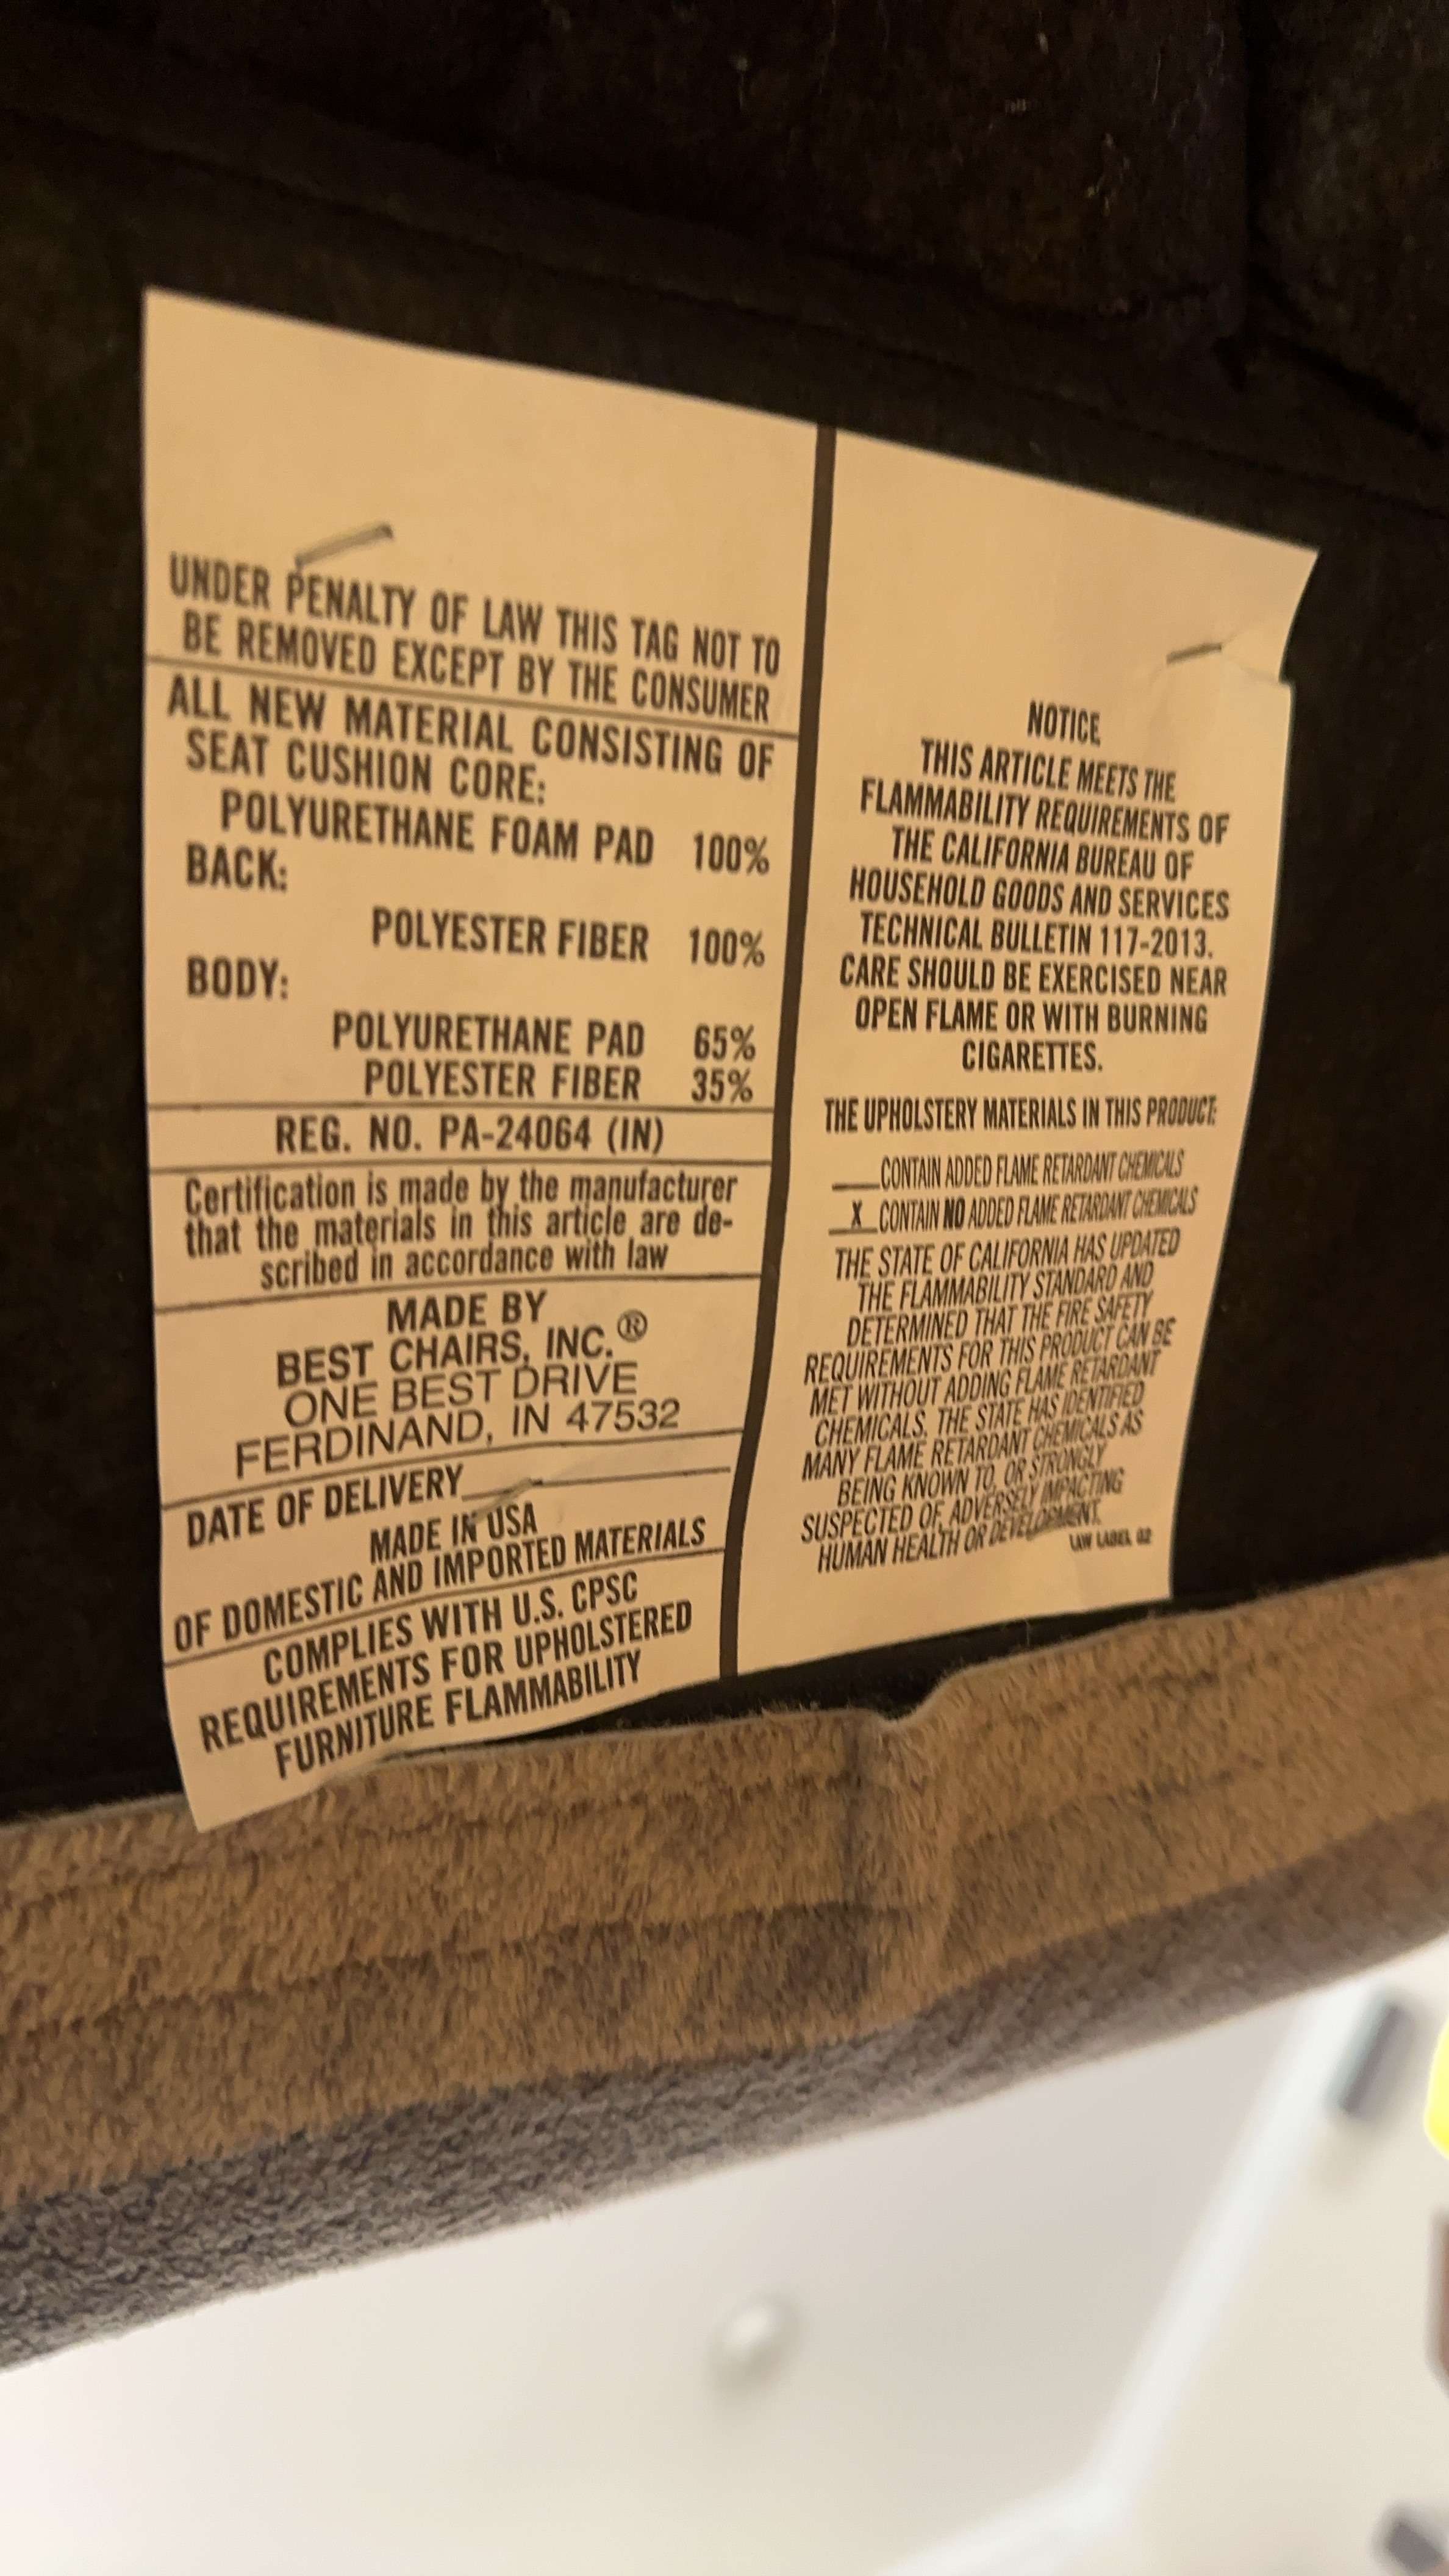 UNDER PENALTY OF LAW THIS TAG NOT TO
BE REMOVED EXCEPT BY THE CONSUMER
ALL NEW MATERIAL CONSISTING OF
SEAT CUSHION CORE:
POLYURETHANE FOAM PAD 100%
BACK:
POLYESTER FIBER 100%
BODY:
POLYURETHANE PAD 65%
POLYESTER FIBER 35%
REG. NO. PA-24064 (IN)
Certification is made by the manufacturer
that the materials in this article are de-
scribed in accordance with law
MADE BY
BEST CHAIRS, INC.®
ONE BEST DRIVE
FERDINAND, IN 47532
DATE OF DELIVERY
MADE IN USA
OF DOMESTIC AND IMPORTED MATERIALS
COMPLIES WITH U.S. CPSC
REQUIREMENTS FOR UPHOLSTERED
FURNITURE FLAMMABILITY
NOTICE
THIS ARTICLE MEETS THE
FLAMMABILITY REQUIREMENTS OF
THE CALIFORNIA BUREAU OF
HOUSEHOLD GOODS AND SERVICES
TECHNICAL BULLETIN 117-2013.
CARE SHOULD BE EXERCISED NEAR
OPEN FLAME OR WITH BURNING
CIGARETTES.
THE UPHOLSTERY MATERIALS IN THIS PRODUCT:
___CONTAIN ADDED FLAME RETARDANT CHEMICALS
_X_CONTAIN NO ADDED FLAME RETARDANT CHEMICALS
THE STATE OF CALIFORNIA HAS UPDATED
THE FLAMMABILITY STANDARD AND
DETERMINED THAT THE FIRE SAFETY
REQUIREMENTS FOR THIS PRODUCT CAN BE
MET WITHOUT ADDING FLAME RETARDANT
CHEMICALS. THE STATE HAS IDENTIFIED
MANY FLAME RETARDANT CHEMICALS AS
BEING KNOWN TO, OR STRONGLY
SUSPECTED OF, ADVERSELY IMPACTING
HUMAN HEALTH OR DEVELOPMENT.
LAW LABEL 02